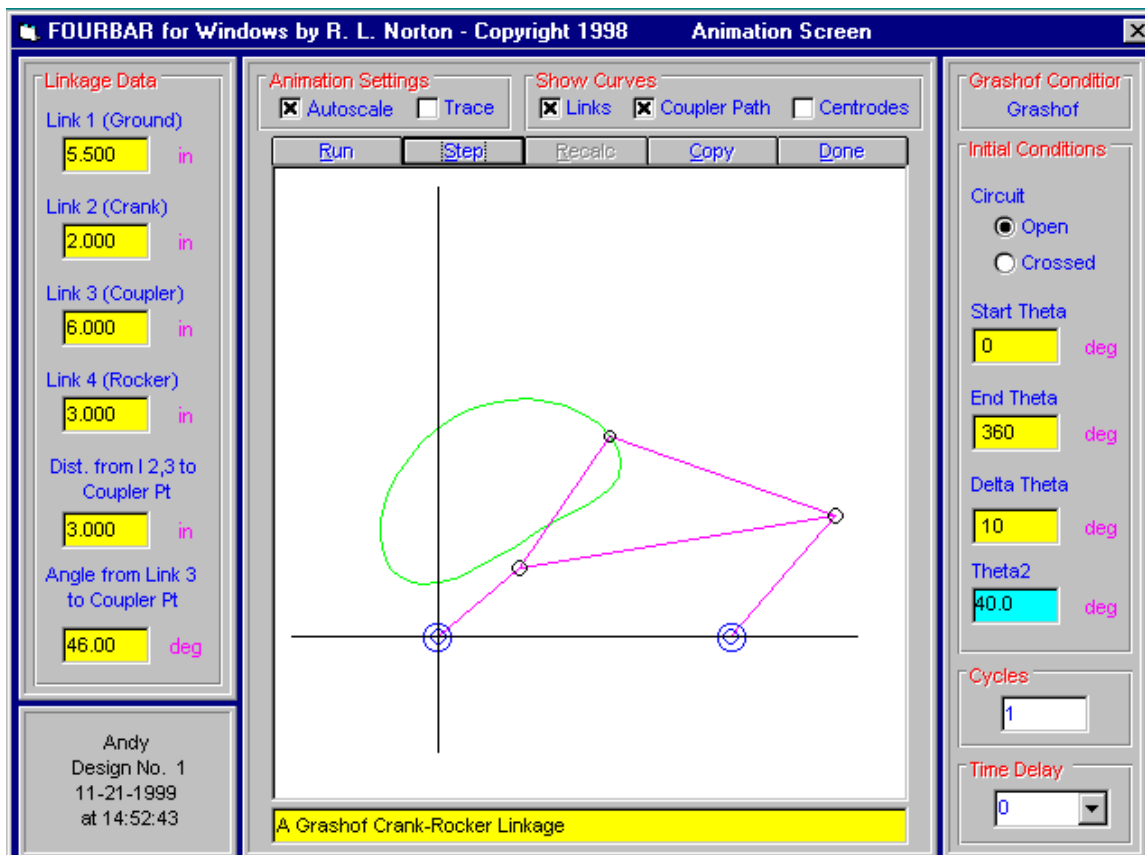 FOURBAR for Windows by R. L. Norton - Copyright 1998 Animation Screen
Linkage Data
Link 1 (Ground)
5.500 in
Link 2 (Crank)
2.000 in
Link 3 (Coupler)
6.000 in
Link 4 (Rocker)
3.000 in
Dist. from I 2,3 to
Coupler Pt
3.000 in
Angle from Link 3
to Coupler Pt
46.00 deg
Andy
Design No. 1
11-21-1999
at 14:52:43
Animation Settings
Autoscale Trace
Show Curves
Links Coupler Path Centrodes
Run Step Recalc Copy Done
A Grashof Crank-Rocker Linkage
Grashof Condition
Grashof
Initial Conditions
Circuit
Open
Crossed
Start Theta
0 deg
End Theta
360 deg
Delta Theta
10 deg
Theta2
40.0 deg
Cycles
1
Time Delay
0